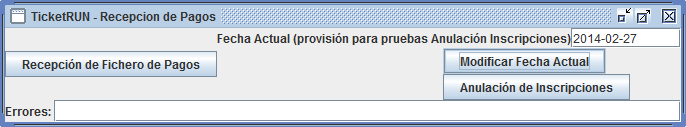 TicketRUN - Recepcion de Pagos
Fecha Actual (provisión para pruebas Anulación Inscripciones) 2014-02-27
Recepción de Fichero de Pagos
Modificar Fecha Actual
Anulación de Inscripciones
Errores: